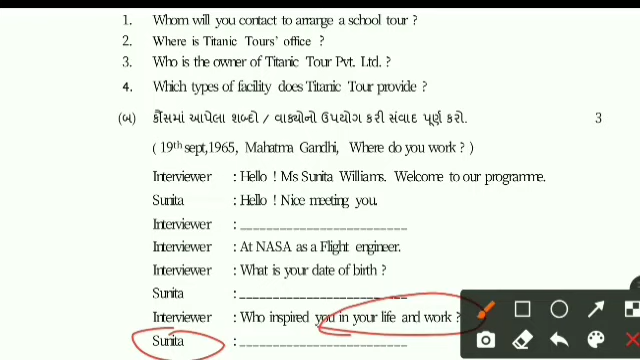 1. Whom will you contact to arrange a school tour ?
2. Where is Titanic Tours' office ?
3. Who is the owner of Titanic Tour Pvt. Ltd. ?
4. Which types of facility does Titanic Tour provide ?
(બ) કૌંસમાં આપેલા શબ્દો / વાક્યોનો ઉપયોગ કરી સંવાદ પૂર્ણ કરો. 3
( 19th sept,1965, Mahatma Gandhi, Where do you work ? )
Interviewer : Hello ! Ms Sunita Williams. Welcome to our programme.
Sunita : Hello ! Nice meeting you.
Interviewer : ________________________
Interviewer : At NASA as a Flight engineer.
Interviewer : What is your date of birth ?
Sunita : ________________________
Interviewer : Who inspired you in your life and work ?
Sunita : ________________________